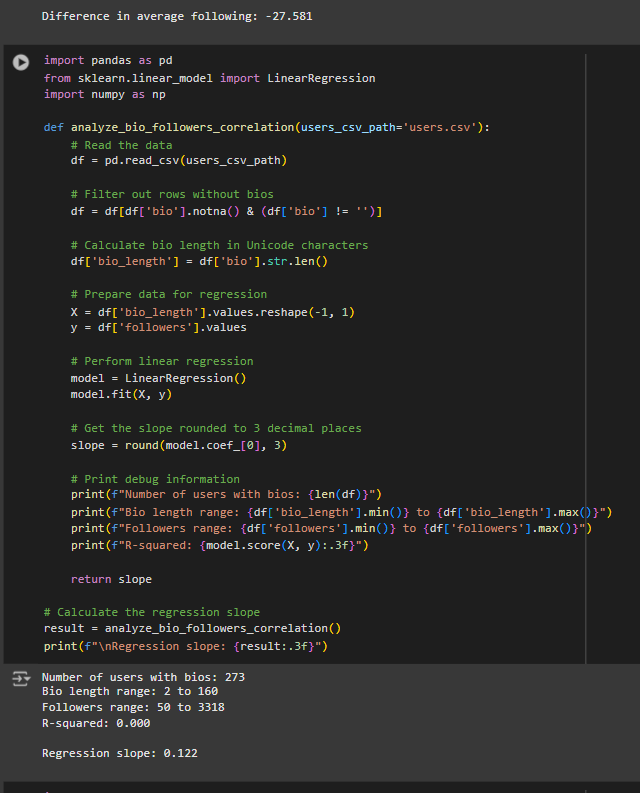 Difference in average following: -27.581
import pandas as pd
from sklearn.linear_model import LinearRegression
import numpy as np
def analyze_bio_followers_correlation(users_csv_path='users.csv'):
# Read the data
df = pd.read_csv(users_csv_path)
# Filter out rows without bios
df = df[df['bio'].notna() & (df['bio'] != '')]
# Calculate bio length in Unicode characters
df['bio_length'] = df['bio'].str.len()
# Prepare data for regression
X = df['bio_length'].values.reshape(-1, 1)
y = df['followers'].values
# Perform linear regression
model = LinearRegression()
model.fit(X, y)
# Get the slope rounded to 3 decimal places
slope = round(model.coef_[0], 3)
# Print debug information
print(f"Number of users with bios: {len(df)}")
print(f"Bio length range: {df['bio_length'].min()} to {df['bio_length'].max()}")
print(f"Followers range: {df['followers'].min()} to {df['followers'].max()}")
print(f"R-squared: {model.score(X, y):.3f}")
return slope
# Calculate the regression slope
result = analyze_bio_followers_correlation()
print(f"\nRegression slope: {result:.3f}")
Number of users with bios: 273
Bio length range: 2 to 160
Followers range: 50 to 3318
R-squared: 0.000
Regression slope: 0.122